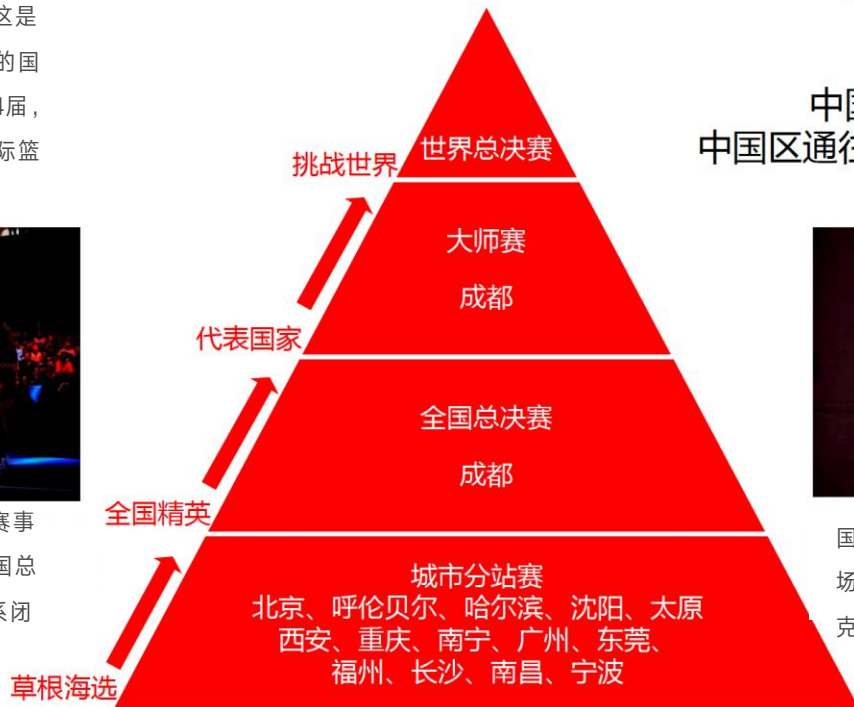 这是
的国
届，
际篮
赛事
国总
系闭
世界总决赛
挑战世界
大师赛
成都
代表国家
全国总决赛
成都
全国精英
城市分站赛
北京、呼伦贝尔、哈尔滨、沈阳、太原
西安、重庆、南宁、广州、东莞、
福州、长沙、南昌、宁波
草根海选
中国
中国区通往
国
场
克